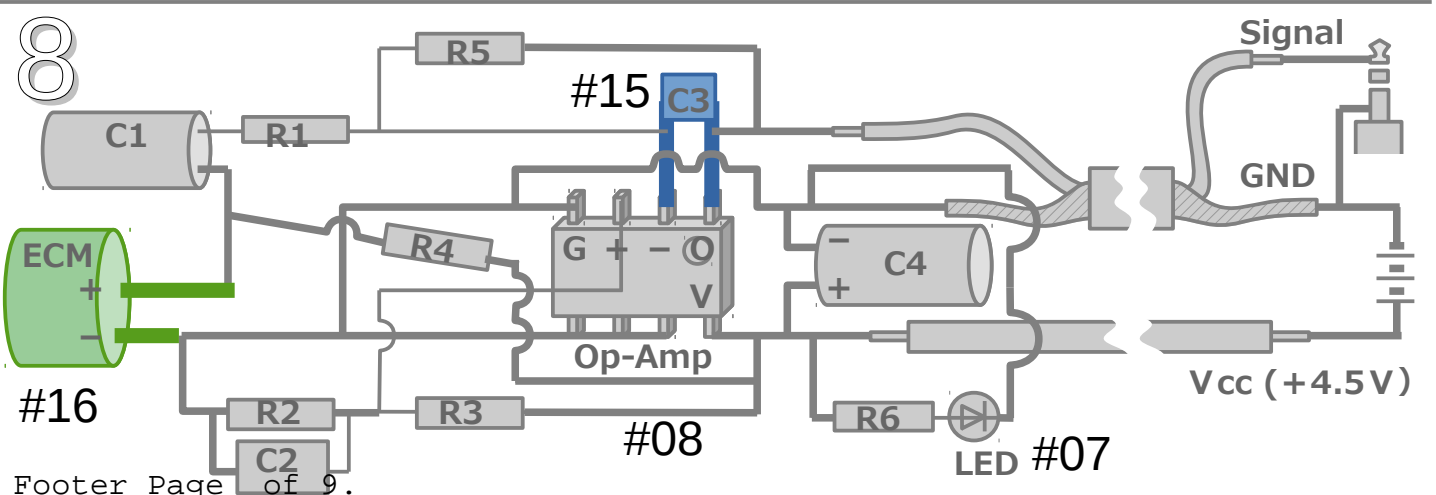 8
Signal
R5
#15
C3
C1
R1
GND
ECM
+
−
R4
G + − O
V
−
+
C4
Op-Amp
Vcc (+4.5V)
#16
R2
R3
R6
#08
LED
#07
C2
Footer Page of 9.